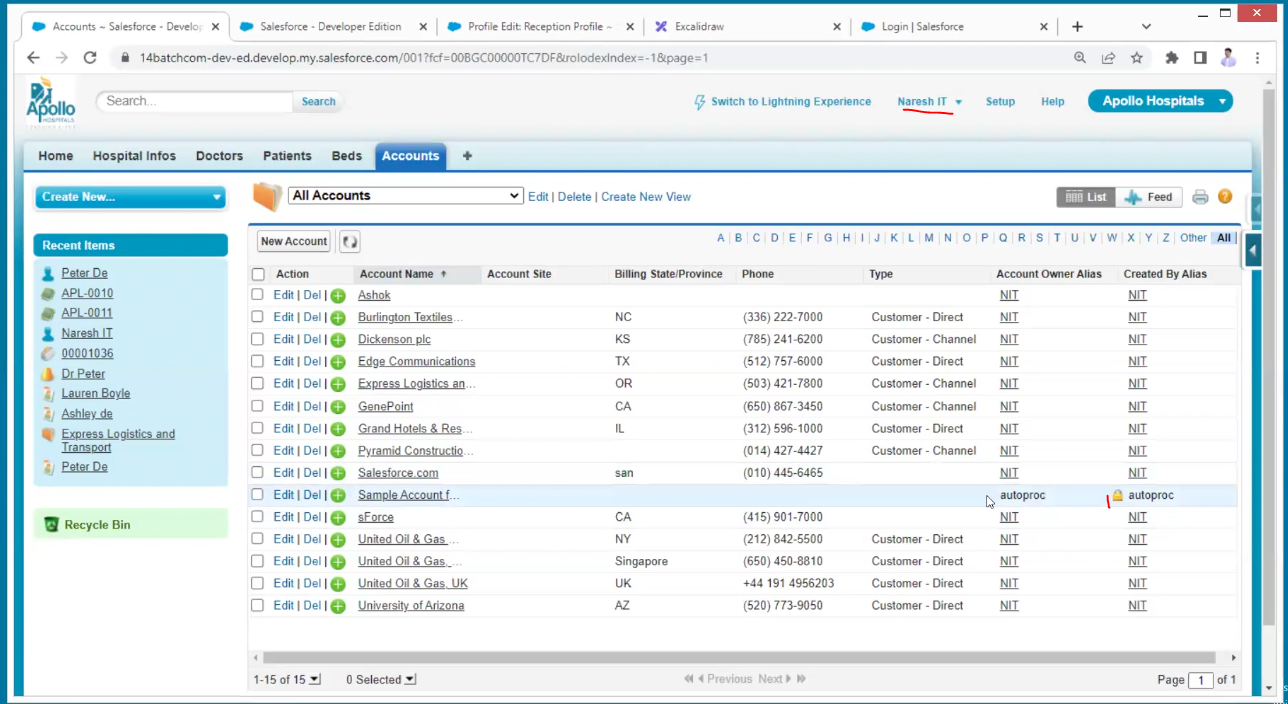 Accounts ~ Salesforce - Develop
Salesforce - Developer Edition
Profile Edit: Reception Profile ~
Excalidraw
Login | Salesforce
14batchcom-dev-ed.develop.my.salesforce.com/001?fcf=00BGC00000TC7DF&rolodexIndex=-1&page=1
Apollo
HOSPITALS
Search...
Search
Switch to Lightning Experience
Naresh IT
Setup
Help
Apollo Hospitals
Home
Hospital Infos
Doctors
Patients
Beds
Accounts
Create New...
All Accounts
Edit | Delete | Create New View
List
Feed
Recent Items
Peter De
APL-0010
APL-0011
Naresh IT
00001036
Dr Peter
Lauren Boyle
Ashley de
Express Logistics and
Transport
Peter De
Recycle Bin
New Account
A | B | C | D | E | F | G | H | I | J | K | L | M | N | O | P | Q | R | S | T | U | V | W | X | Y | Z | Other All
Action Account Name Account Site Billing State/Province Phone Type Account Owner Alias Created By Alias
Edit | Del | Ashok NIT NIT
Edit | Del | Burlington Textiles... NC (336) 222-7000 Customer - Direct NIT NIT
Edit | Del | Dickenson plc KS (785) 241-6200 Customer - Channel NIT NIT
Edit | Del | Edge Communications TX (512) 757-6000 Customer - Direct NIT NIT
Edit | Del | Express Logistics an... OR (503) 421-7800 Customer - Channel NIT NIT
Edit | Del | GenePoint CA (650) 867-3450 Customer - Channel NIT NIT
Edit | Del | Grand Hotels & Res... IL (312) 596-1000 Customer - Direct NIT NIT
Edit | Del | Pyramid Constructio... (014) 427-4427 Customer - Channel NIT NIT
Edit | Del | Salesforce.com san (010) 445-6465 NIT NIT
Edit | Del | Sample Account f... autoproc autoproc
Edit | Del | sForce CA (415) 901-7000 NIT NIT
Edit | Del | United Oil & Gas ... NY (212) 842-5500 Customer - Direct NIT NIT
Edit | Del | United Oil & Gas, ... Singapore (650) 450-8810 Customer - Direct NIT NIT
Edit | Del | United Oil & Gas, UK UK +44 191 4956203 Customer - Direct NIT NIT
Edit | Del | University of Arizona AZ (520) 773-9050 Customer - Direct NIT NIT
1-15 of 15
0 Selected
Previous Next
Page 1 of 1